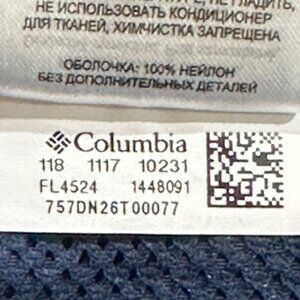 НЕ ИСПОЛЬЗОВАТЬ КОНДИЦИОНЕР
ДЛЯ ТКАНЕЙ, ХИМЧИСТКА ЗАПРЕЩЕНА
ОБОЛОЧКА: 100% НЕЙЛОН
БЕЗ ДОПОЛНИТЕЛЬНЫХ ДЕТАЛЕЙ
Columbia
118 1117 10231
FL4524 1448091
757DN26T00077